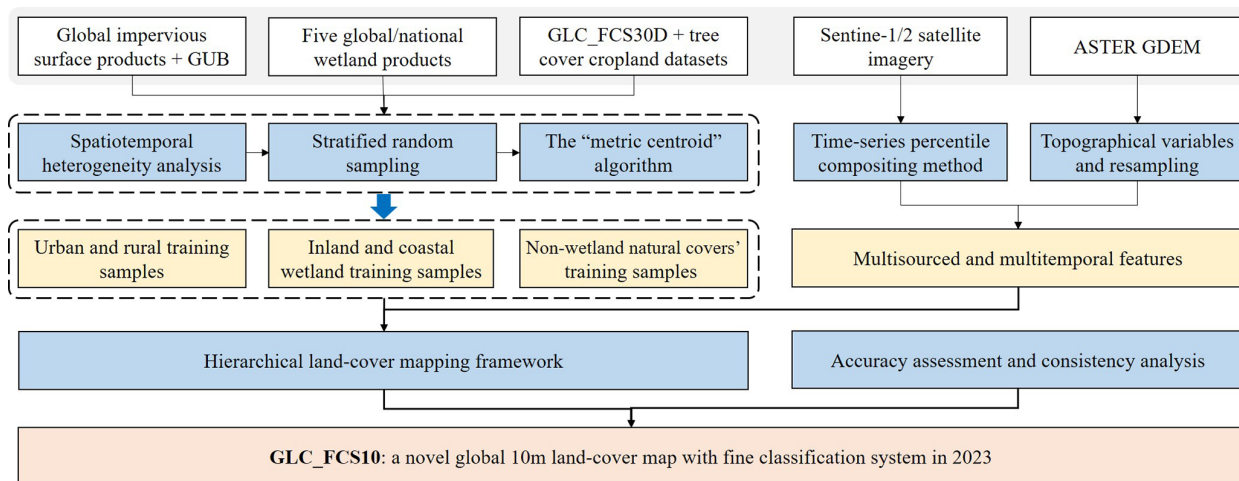 Global impervious
surface products + GUB
Five global/national
wetland products
GLC_FCS30D + tree
cover cropland datasets
Sentine-1/2 satellite
imagery
ASTER GDEM
Spatiotemporal
heterogeneity analysis
Stratified random
sampling
The “metric centroid”
algorithm
Time-series percentile
compositing method
Topographical variables
and resampling
Urban and rural training
samples
Inland and coastal
wetland training samples
Non-wetland natural covers’
training samples
Multisourced and multitemporal features
Hierarchical land-cover mapping framework
Accuracy assessment and consistency analysis
GLC_FCS10: a novel global 10m land-cover map with fine classification system in 2023